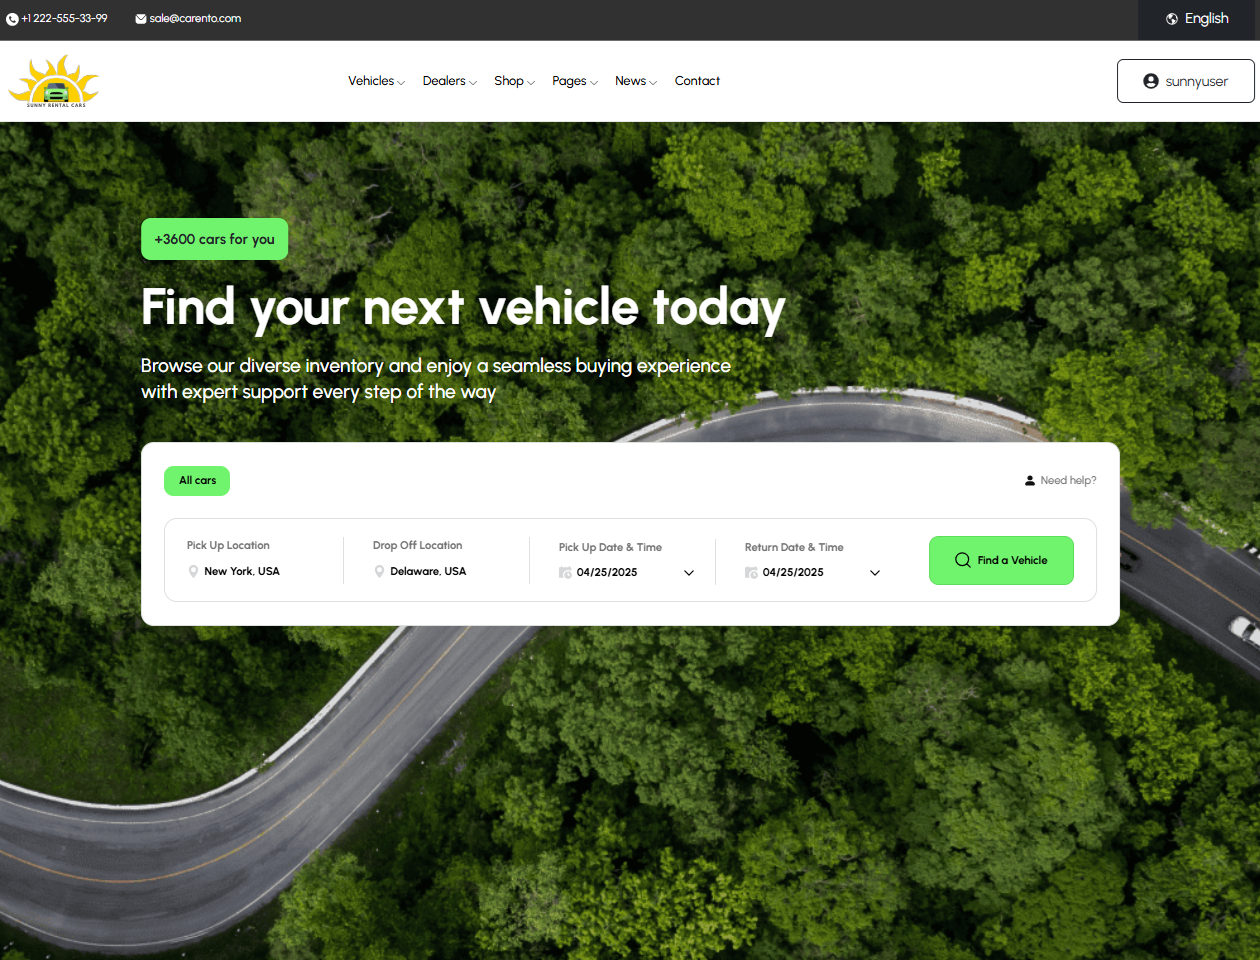 +1 222-555-33-99
sale@carento.com
English
SUNNY RENTAL CARS
Vehicles
Dealers
Shop
Pages
News
Contact
sunnyuser
+3600 cars for you
Find your next vehicle today
Browse our diverse inventory and enjoy a seamless buying experience
with expert support every step of the way
All cars
Need help?
Pick Up Location
New York, USA
Drop Off Location
Delaware, USA
Pick Up Date & Time
04/25/2025
Return Date & Time
04/25/2025
Find a Vehicle